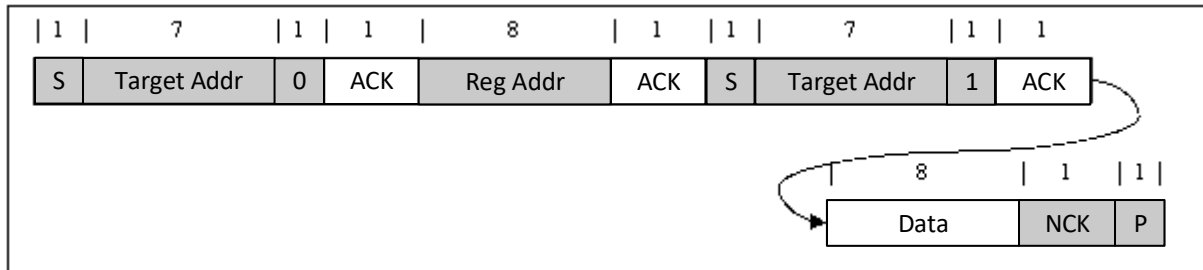 | 1 | 7 | 1 | 1 | 8 | 1 | 1 | 7 | 1 | 1
S Target Addr 0 ACK Reg Addr ACK S Target Addr 1 ACK
| 8 | 1 | 1 |
Data NCK P